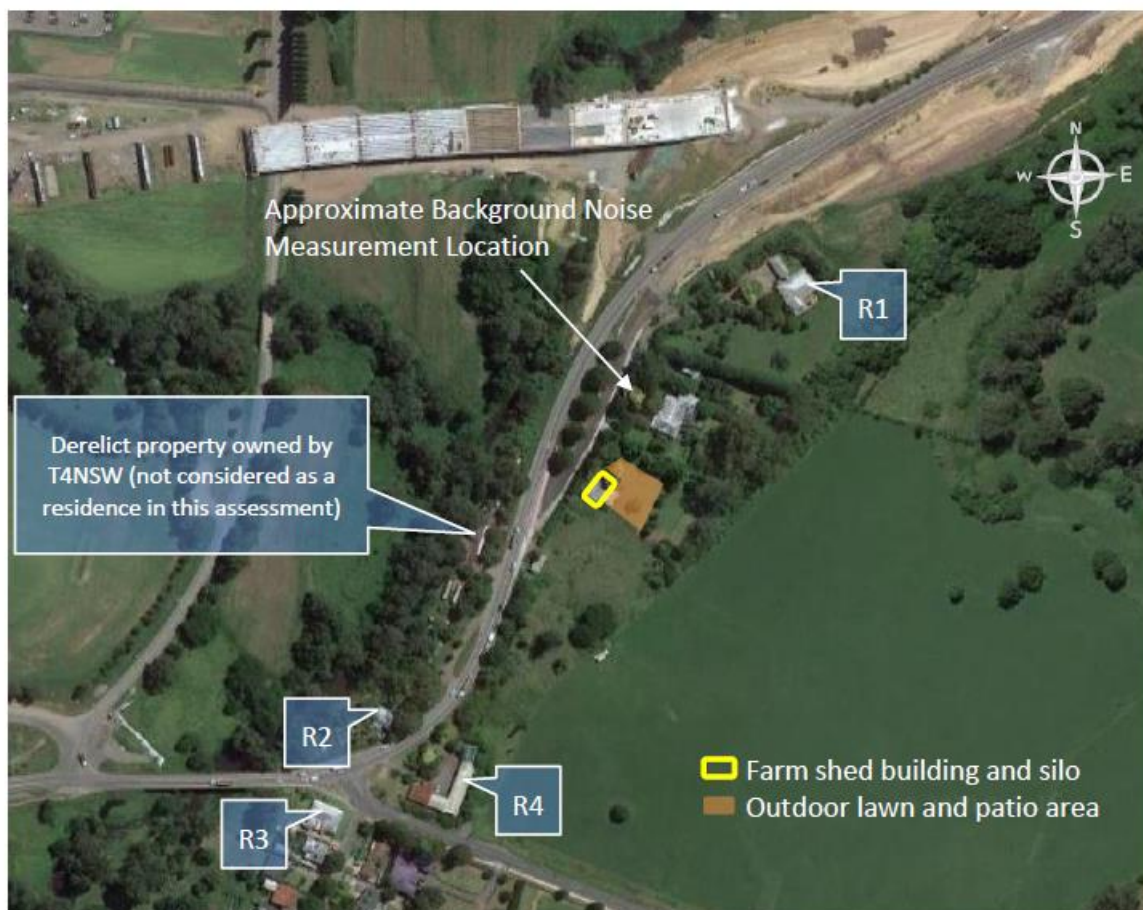 N
W E
S
Approximate Background Noise
Measurement Location
R1
Derelict property owned by
T4NSW (not considered as a
residence in this assessment)
R2
R4
R3
Farm shed building and silo
Outdoor lawn and patio area